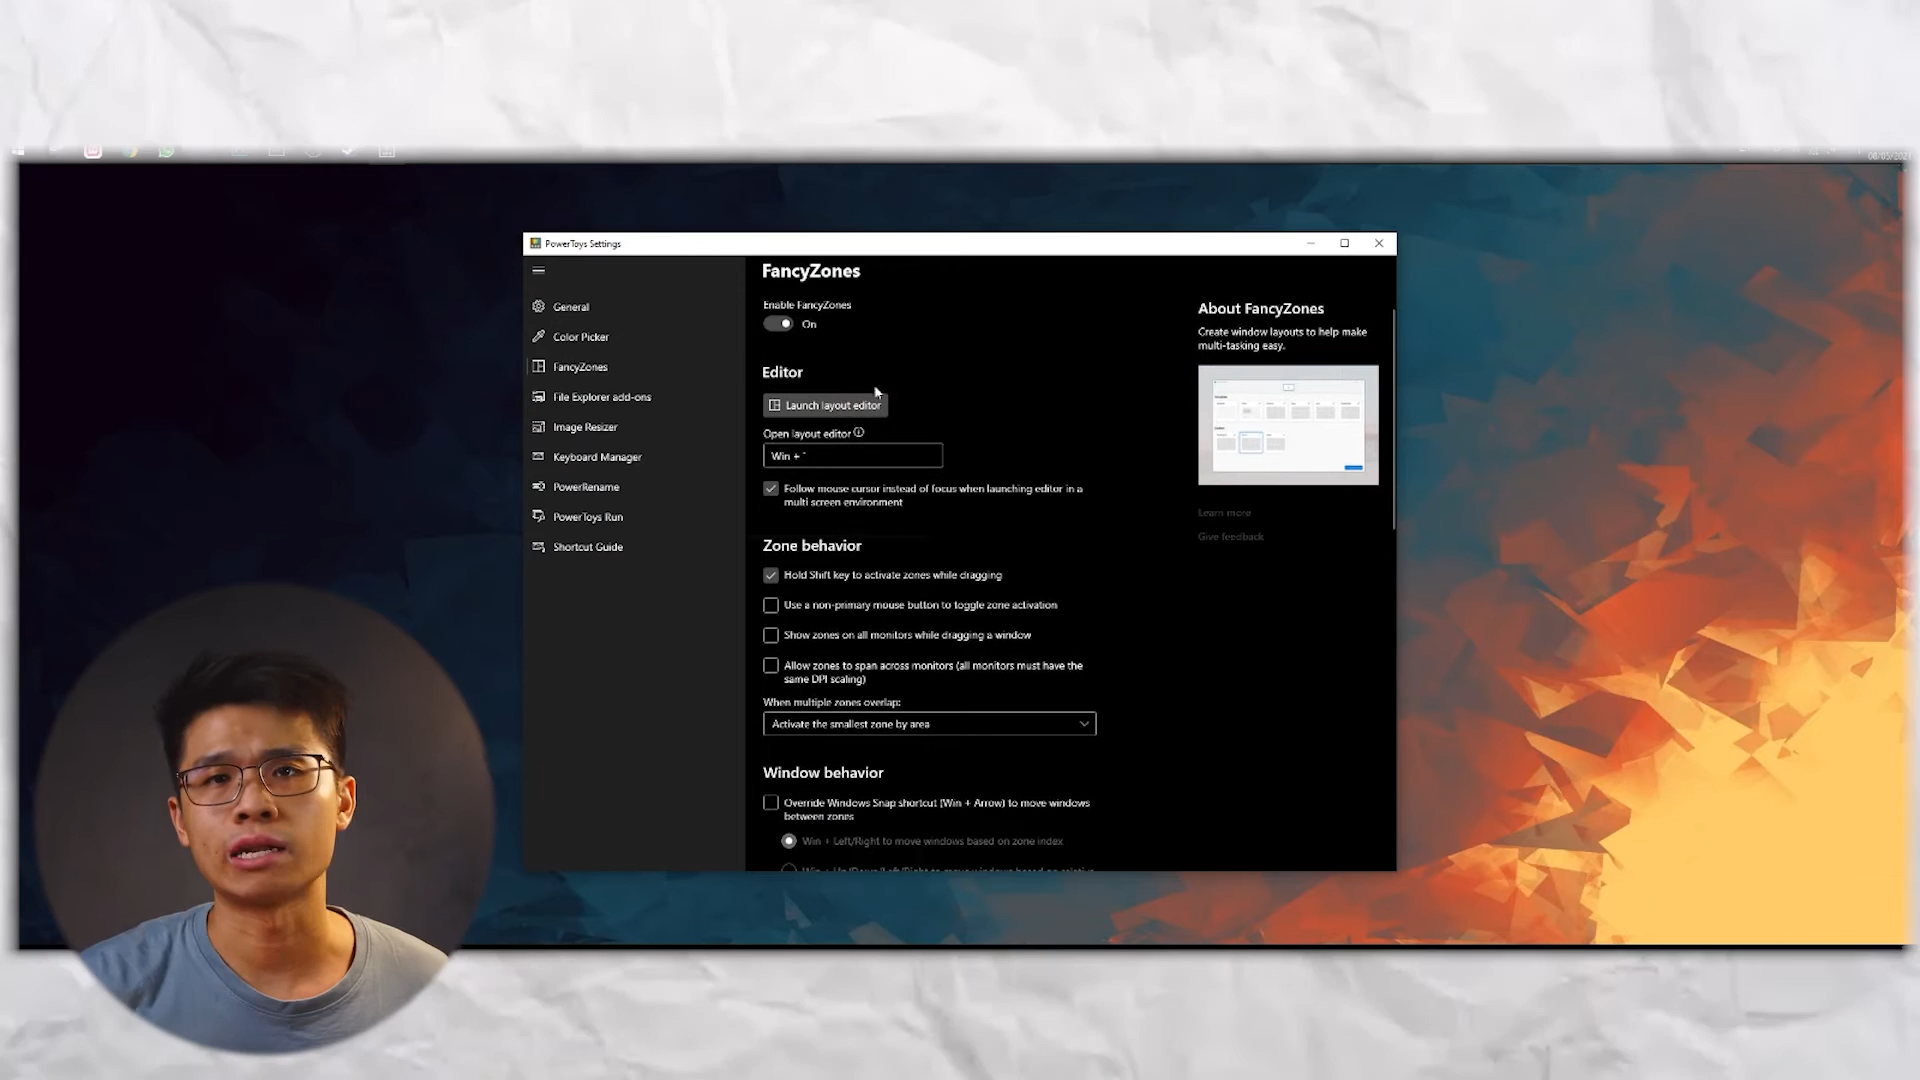 PowerToys Settings
General
Color Picker
FancyZones
File Explorer add-ons
Image Resizer
Keyboard Manager
PowerRename
PowerToys Run
Shortcut Guide
FancyZones
Enable FancyZones
On
Editor
Launch layout editor
Open layout editor
Win + `
Follow mouse cursor instead of focus when launching editor in a
multi screen environment
Zone behavior
Hold Shift key to activate zones while dragging
Use a non-primary mouse button to toggle zone activation
Show zones on all monitors while dragging a window
Allow zones to span across monitors (all monitors must have the
same DPI scaling)
When multiple zones overlap:
Activate the smallest zone by area
Window behavior
Override Windows Snap shortcut (Win + Arrow) to move windows
between zones
Win + Left/Right to move windows based on zone index
About FancyZones
Create window layouts to help make
multi-tasking easy.
Learn more
Give feedback